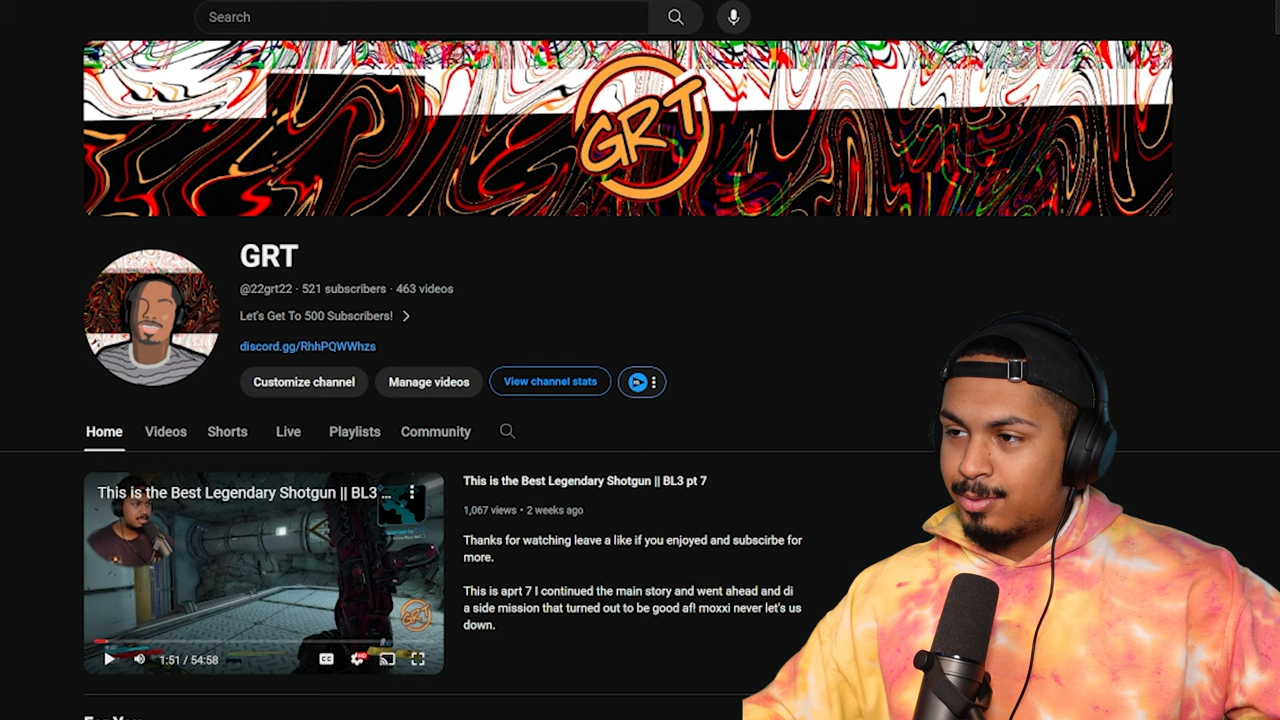 Search
GRT
GRT
@22grt22 · 521 subscribers · 463 videos
Let's Get To 500 Subscribers!
discord.gg/RhhPQWWhzs
Customize channel
Manage videos
View channel stats
Home
Videos
Shorts
Live
Playlists
Community
This is the Best Legendary Shotgun || BL3 ...
GRT
1:51 / 54:58
CC
HD
This is the Best Legendary Shotgun || BL3 pt 7
1,067 views • 2 weeks ago
Thanks for watching leave a like if you enjoyed and subscirbe for
more.
This is aprt 7 I continued the main story and went ahead and di
a side mission that turned out to be good af! moxxi never let's us
down.